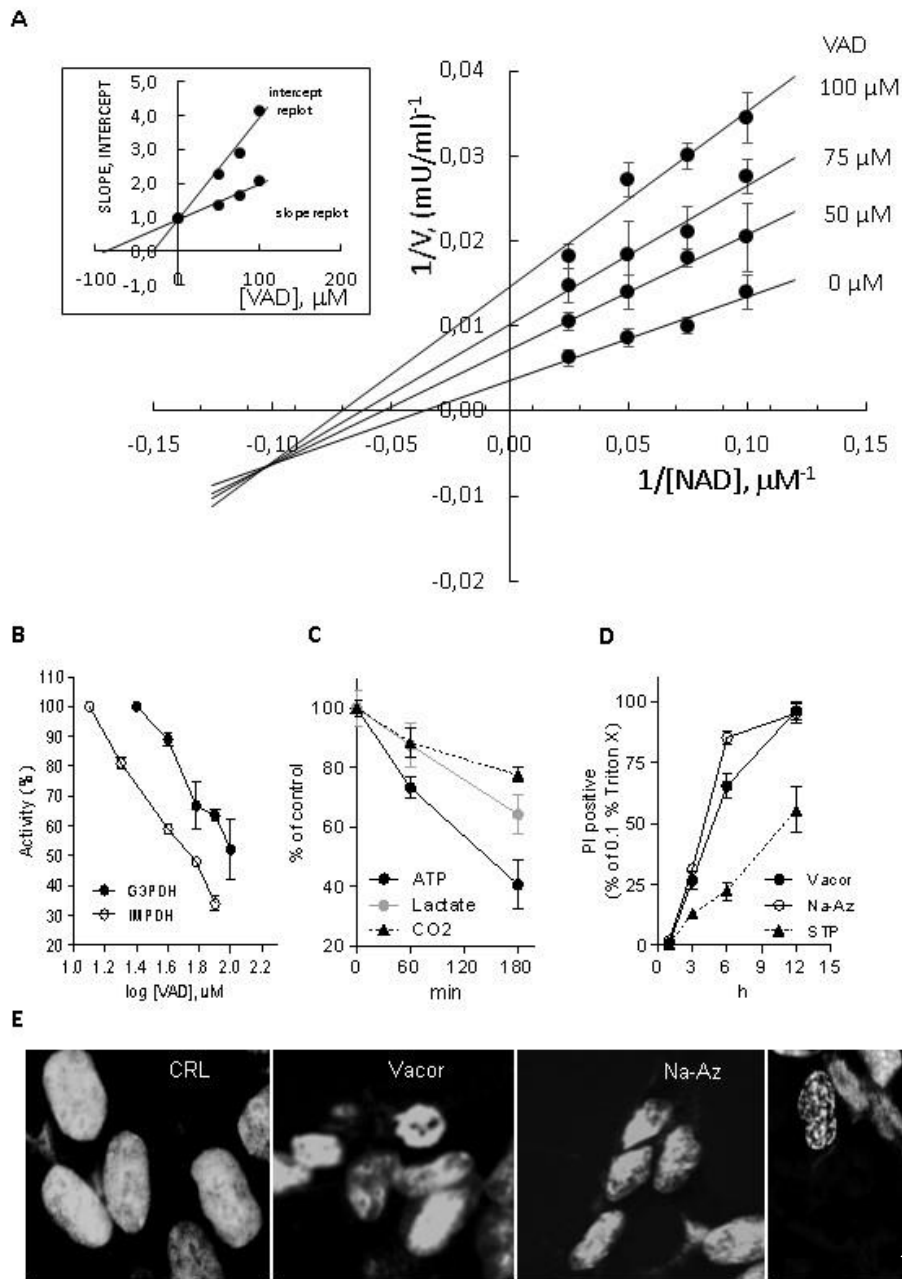 A
VAD
0,04
100 µM
0,03
75 µM
50 µM
0,02
0 µM
0,01
0,00
-0,15
-0,10
-0,05
0,00
0,05
0,10
0,15
-0,01
-0,02
1/V, (mU/ml)-1
1/[NAD], µM-1
5,0
4,0
3,0
2,0
1,0
0,0
-1,0
-100
0
100
200
SLOPE, INTERCEPT
intercept
replot
slope replot
[VAD], µM
B
110
100
90
80
70
60
50
40
30
20
Activity (%)
G3PDH
IMPDH
1.0 1.2 1.4 1.6 1.8 2.0 2.2
log [VAD], uM
C
100
80
60
40
20
% of control
ATP
Lactate
CO2
0 60 120 180
min
D
100
75
50
25
0
PI positive
(% of 0.1 % Triton X)
Vacor
Na-Az
STP
0 3 6 9 12 15
h
E
CRL
Vacor
Na-Az